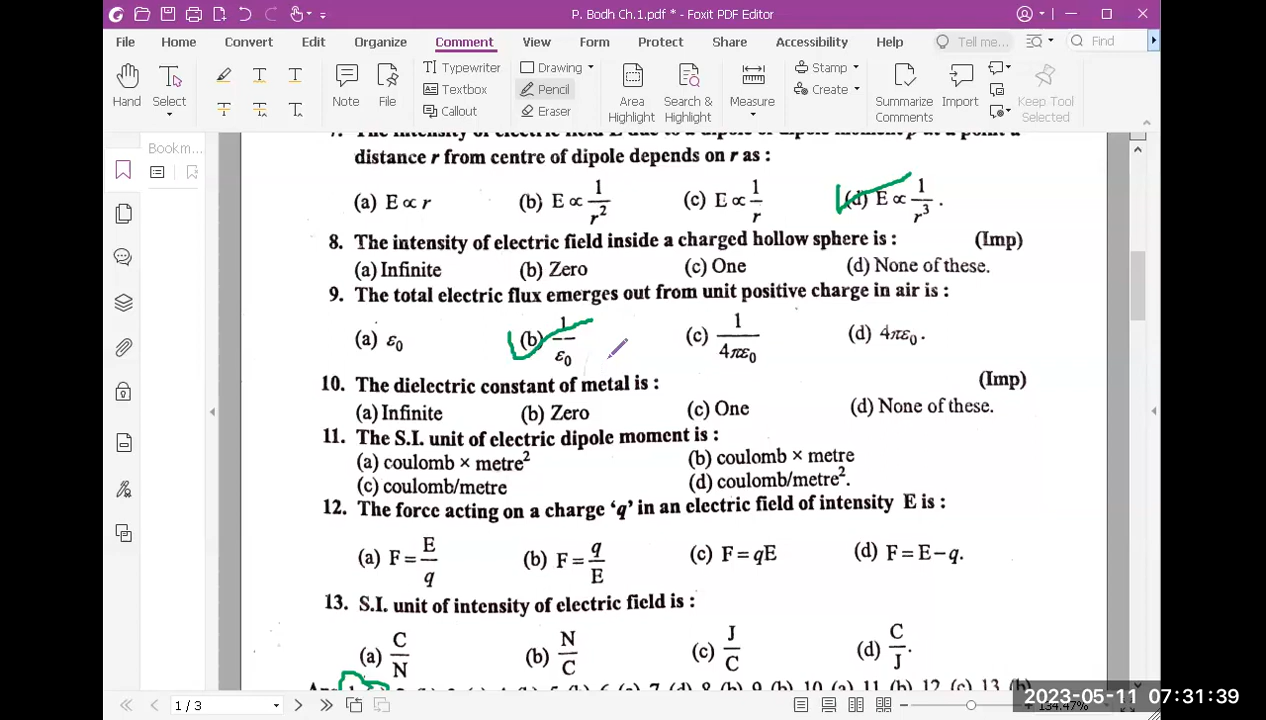 P. Bodh Ch.1.pdf * - Foxit PDF Editor
File Home Convert Edit Organize Comment View Form Protect Share Accessibility Help Tell me... Find
Hand Select Note File Typewriter Textbox Callout Drawing Pencil Eraser Area Highlight Search & Highlight Measure Stamp Create Summarize Comments Import Keep Tool Selected
Bookm...
distance r from centre of dipole depends on r as :
(a) E ∝ r (b) E ∝ 1/r² (c) E ∝ 1/r (d) E ∝ 1/r³ .
8. The intensity of electric field inside a charged hollow sphere is : (Imp)
(a) Infinite (b) Zero (c) One (d) None of these.
9. The total electric flux emerges out from unit positive charge in air is :
(a) ε₀ (b) 1/ε₀ (c) 1/4πε₀ (d) 4πε₀ .
10. The dielectric constant of metal is : (Imp)
(a) Infinite (b) Zero (c) One (d) None of these.
11. The S.I. unit of electric dipole moment is :
(a) coulomb × metre² (b) coulomb × metre
(c) coulomb/metre (d) coulomb/metre².
12. The force acting on a charge ‘q’ in an electric field of intensity E is :
(a) F = E/q (b) F = q/E (c) F = qE (d) F = E – q.
13. S.I. unit of intensity of electric field is :
(a) C/N (b) N/C (c) J/C (d) C/J.
1 / 3
2023-05-11 07:31:39